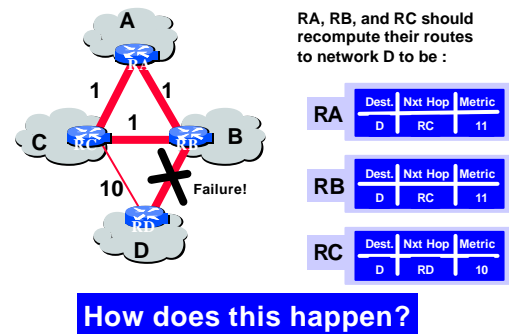 A
RA, RB, and RC should
recompute their routes
to network D to be :
RA
1
1
1
C
RC
RB
B
10
Failure!
RD
D
RA
Dest. Nxt Hop Metric
D RC 11
RB
Dest. Nxt Hop Metric
D RC 11
RC
Dest. Nxt Hop Metric
D RD 10
How does this happen?